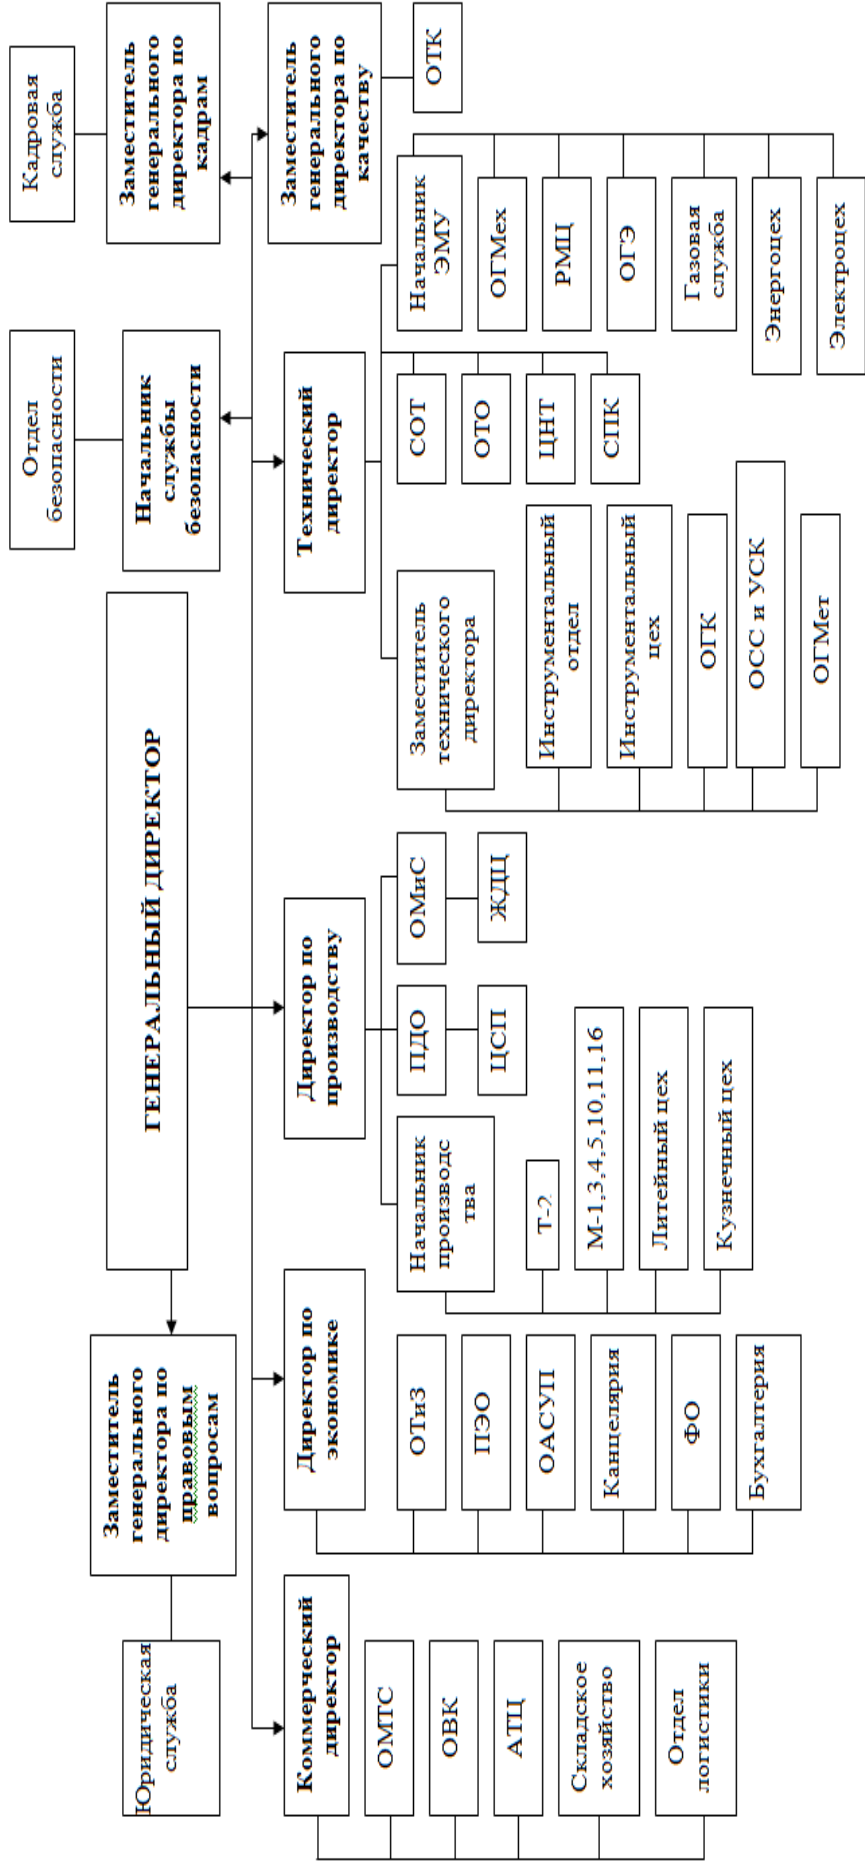 Юридическая
служба
Заместитель
генерального
директора по
правовым
вопросам
ГЕНЕРАЛЬНЫЙ ДИРЕКТОР
Отдел
безопасности
Начальник
службы
безопасности
Кадровая
служба
Заместитель
генерального
директора по
кадрам
Коммерческий
директор
ОМТС
ОВК
АТЦ
Складское
хозяйство
Отдел
логистики
Директор по
экономике
ОТиЗ
ПЭО
ОАСУП
Канцелярия
ФО
Бухгалтерия
Директор по
производству
Начальник
производс
тва
Т-2
М-1,3,4,5,10,11,16
Литейный цех
Кузнечный цех
ПДО
ЦСП
ОМиС
ЖДЦ
Технический
директор
Заместитель
технического
директора
Инструментальный
отдел
Инструментальный
цех
ОГК
ОСС и УСК
ОГМет
СОТ
ОТО
ЦНТ
СПК
Начальник
ЭМУ
ОГМех
РМЦ
ОГЭ
Газовая
служба
Энергоцех
Электроцех
Заместитель
генерального
директора по
качеству
ОТК